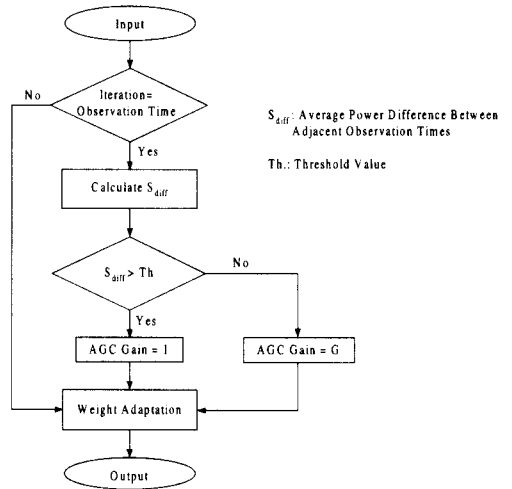 Input
Iteration=
Observation Time
No
Yes
S_diff: Average Power Difference Between
Adjacent Observation Times
Th.: Threshold Value
Calculate S_diff
S_diff > Th
No
Yes
AGC Gain = 1
AGC Gain = G
Weight Adaptation
Output